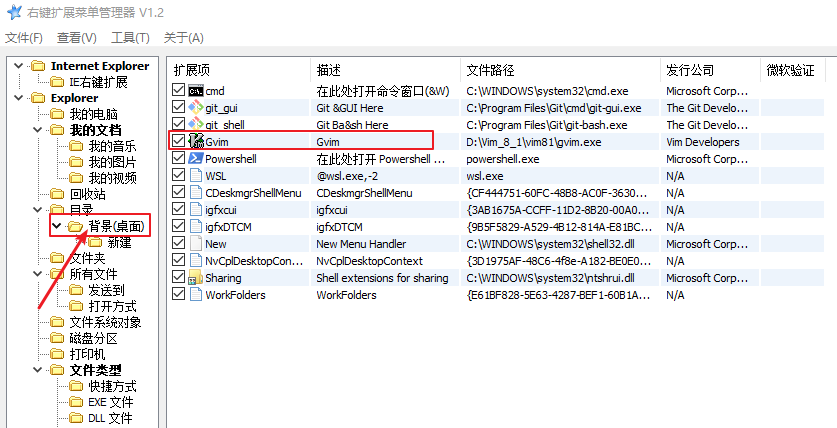 右键扩展菜单管理器 V1.2
文件(F) 查看(V) 工具(T) 关于(A)
Internet Explorer
IE右键扩展
Explorer
我的电脑
我的文档
我的音乐
我的图片
我的视频
回收站
目录
背景(桌面)
新建
文件夹
所有文件
发送到
打开方式
文件系统对象
磁盘分区
打印机
文件类型
快捷方式
EXE 文件
DLL 文件
扩展项 描述 文件路径 发行公司 微软验证
cmd 在此处打开命令窗口(&W) C:\WINDOWS\system32\cmd.exe Microsoft Corp...
git_gui Git &GUI Here C:\Program Files\Git\cmd\git-gui.exe The Git Develo...
git_shell Git Ba&sh Here C:\Program Files\Git\git-bash.exe The Git Develo...
Gvim Gvim D:\Vim_8_1\vim81\gvim.exe Vim Developers
Powershell 在此处打开 Powershell ... powershell.exe Microsoft Corp...
WSL @wsl.exe,-2 wsl.exe N/A
CDeskmgrShellMenu CDeskmgrShellMenu {CF444751-60FC-48B8-AC0F-3630... N/A
igfxcui igfxcui {3AB1675A-CCFF-11D2-8B20-00A0... N/A
igfxDTCM igfxDTCM {9B5F5829-A529-4B12-814A-E81BC... N/A
New New Menu Handler C:\WINDOWS\system32\shell32.dll Microsoft Corp...
NvCplDesktopCon... NvCplDesktopContext {3D1975AF-48C6-4f8e-A182-BE0E0... N/A
Sharing Shell extensions for sharing C:\WINDOWS\system32\ntshrui.dll Microsoft Corp...
WorkFolders WorkFolders {E61BF828-5E63-4287-BEF1-60B1A... N/A